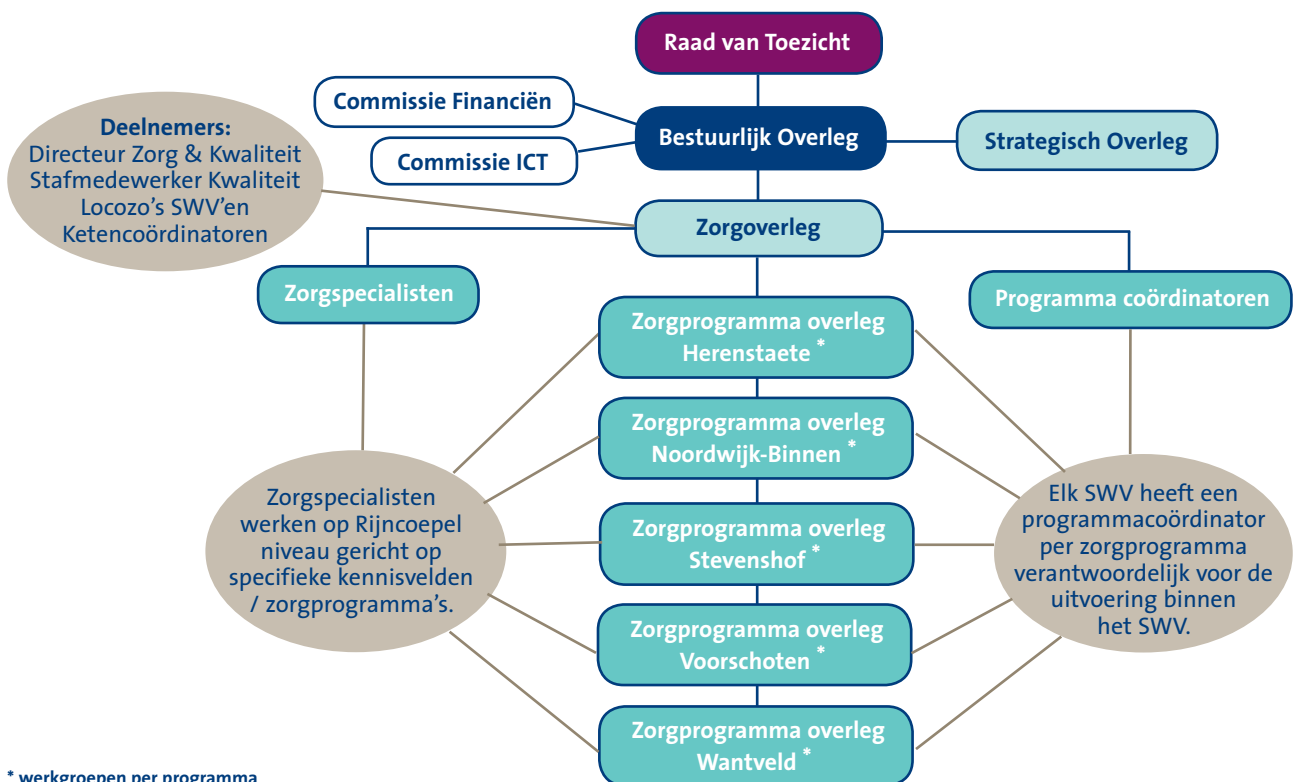 Raad van Toezicht
Commissie Financiën
Bestuurlijk Overleg
Strategisch Overleg
Commissie ICT
Deelnemers:
Directeur Zorg & Kwaliteit
Stafmedewerker Kwaliteit
Locozo's SWV'en
Ketencoördinatoren
Zorgoverleg
Zorgspecialisten
Programma coördinatoren
Zorgprogramma overleg
Herenstaete *
Zorgprogramma overleg
Noordwijk-Binnen *
Zorgprogramma overleg
Stevenshof *
Zorgprogramma overleg
Voorschoten *
Zorgprogramma overleg
Wantveld *
Zorgspecialisten
werken op Rijncoepel
niveau gericht op
specifieke kennisvelden
/ zorgprogramma's.
Elk SWV heeft een
programmacoördinator
per zorgprogramma
verantwoordelijk voor de
uitvoering binnen
het SWV.
* werkgroepen per programma